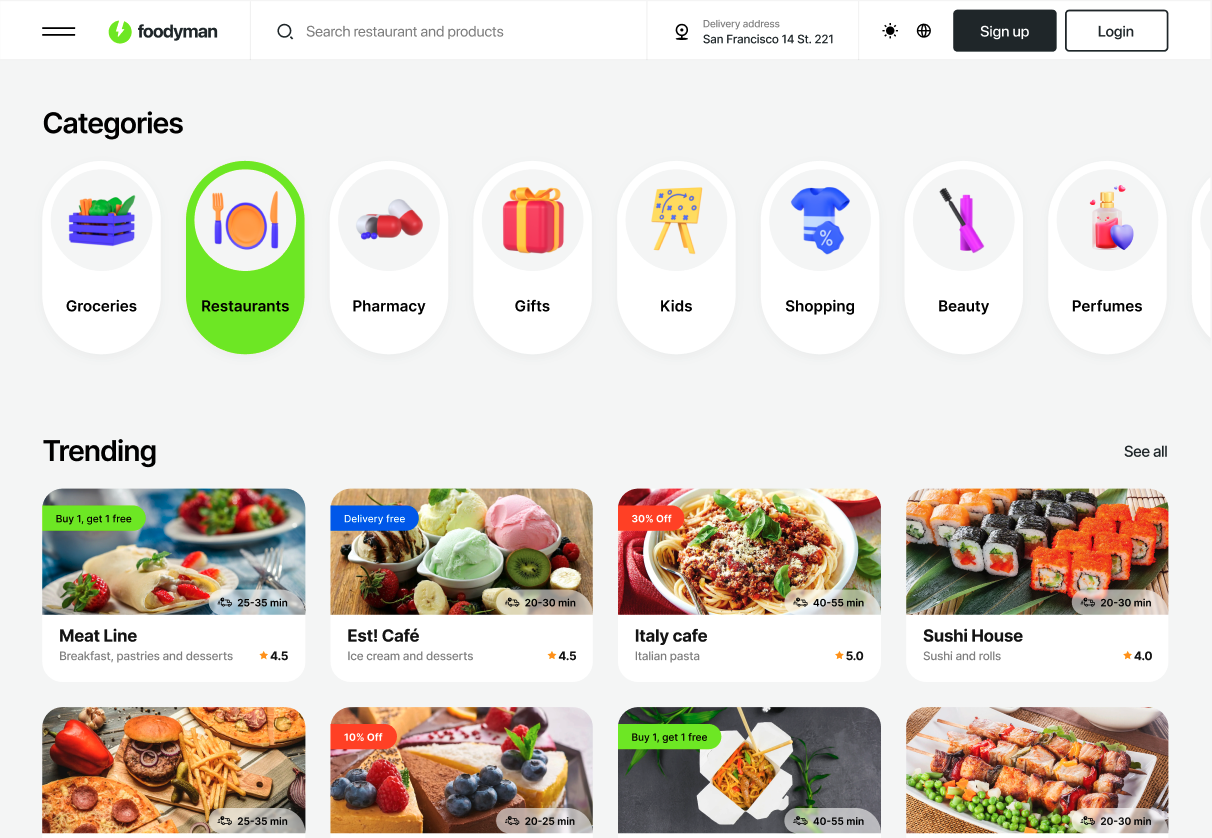 foodyman
Search restaurant and products
Delivery address
San Francisco 14 St. 221
Sign up
Login
Categories
Groceries
Restaurants
Pharmacy
Gifts
Kids
%
Shopping
Beauty
Perfumes
Trending
See all
Buy 1, get 1 free
25-35 min
Meat Line
Breakfast, pastries and desserts
4.5
Delivery free
20-30 min
Est! Café
Ice cream and desserts
4.5
30% Off
40-55 min
Italy cafe
Italian pasta
5.0
20-30 min
Sushi House
Sushi and rolls
4.0
25-35 min
10% Off
20-25 min
Buy 1, get 1 free
40-55 min
20-30 min